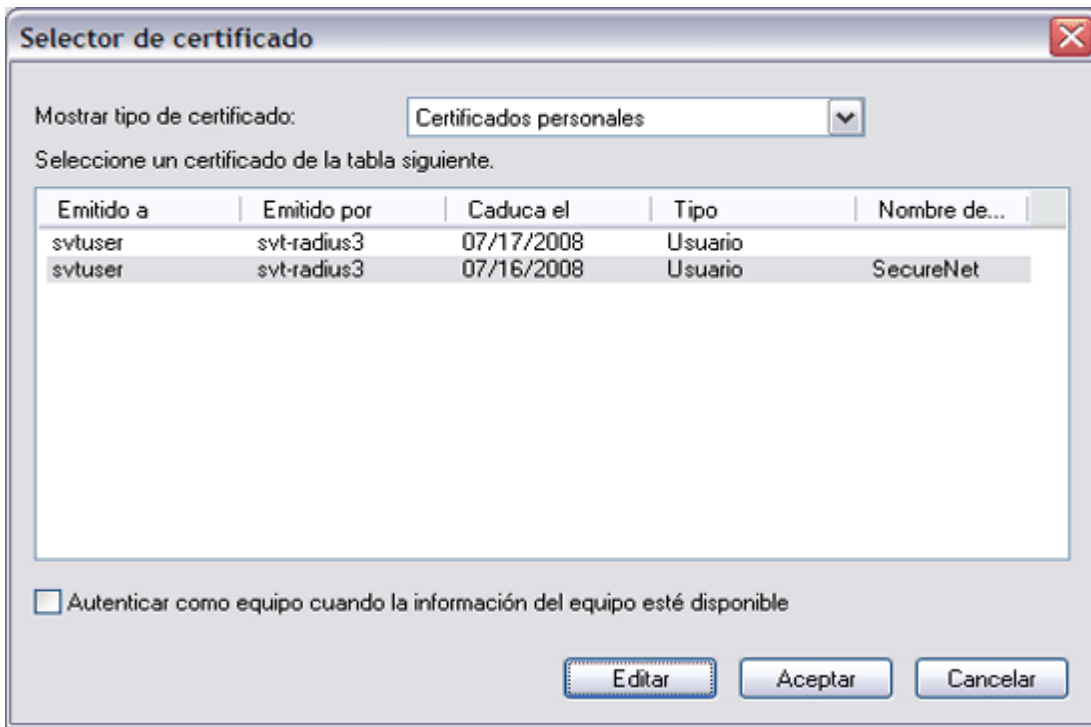 Selector de certificado
Mostrar tipo de certificado: Certificados personales
Seleccione un certificado de la tabla siguiente.
Emitido a Emitido por Caduca el Tipo Nombre de...
svtuser svt-radius3 07/17/2008 Usuario
svtuser svt-radius3 07/16/2008 Usuario SecureNet
Autenticar como equipo cuando la información del equipo esté disponible
Editar Aceptar Cancelar